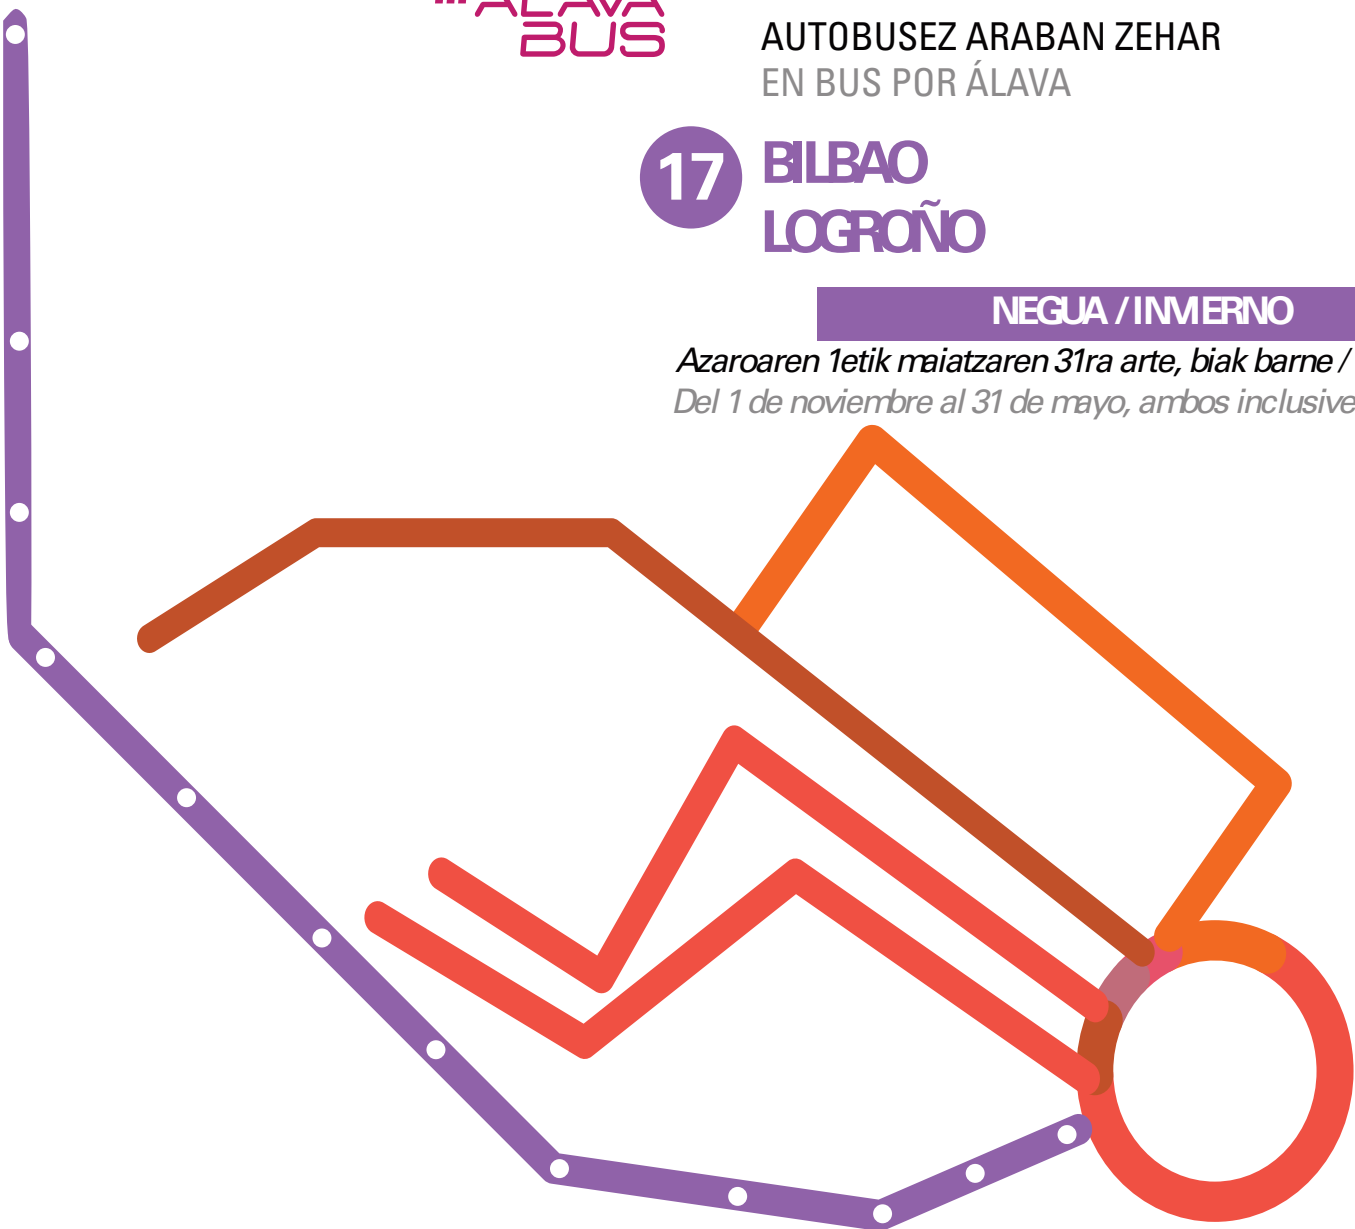 ÁLAVA
BUS
AUTOBUSEZ ARABAN ZEHAR
EN BUS POR ÁLAVA
17
BILBAO
LOGROÑO
NEGUA / INVIERNO
Azaroaren 1etik maiatzaren 31ra arte, biak barne /
Del 1 de noviembre al 31 de mayo, ambos inclusive